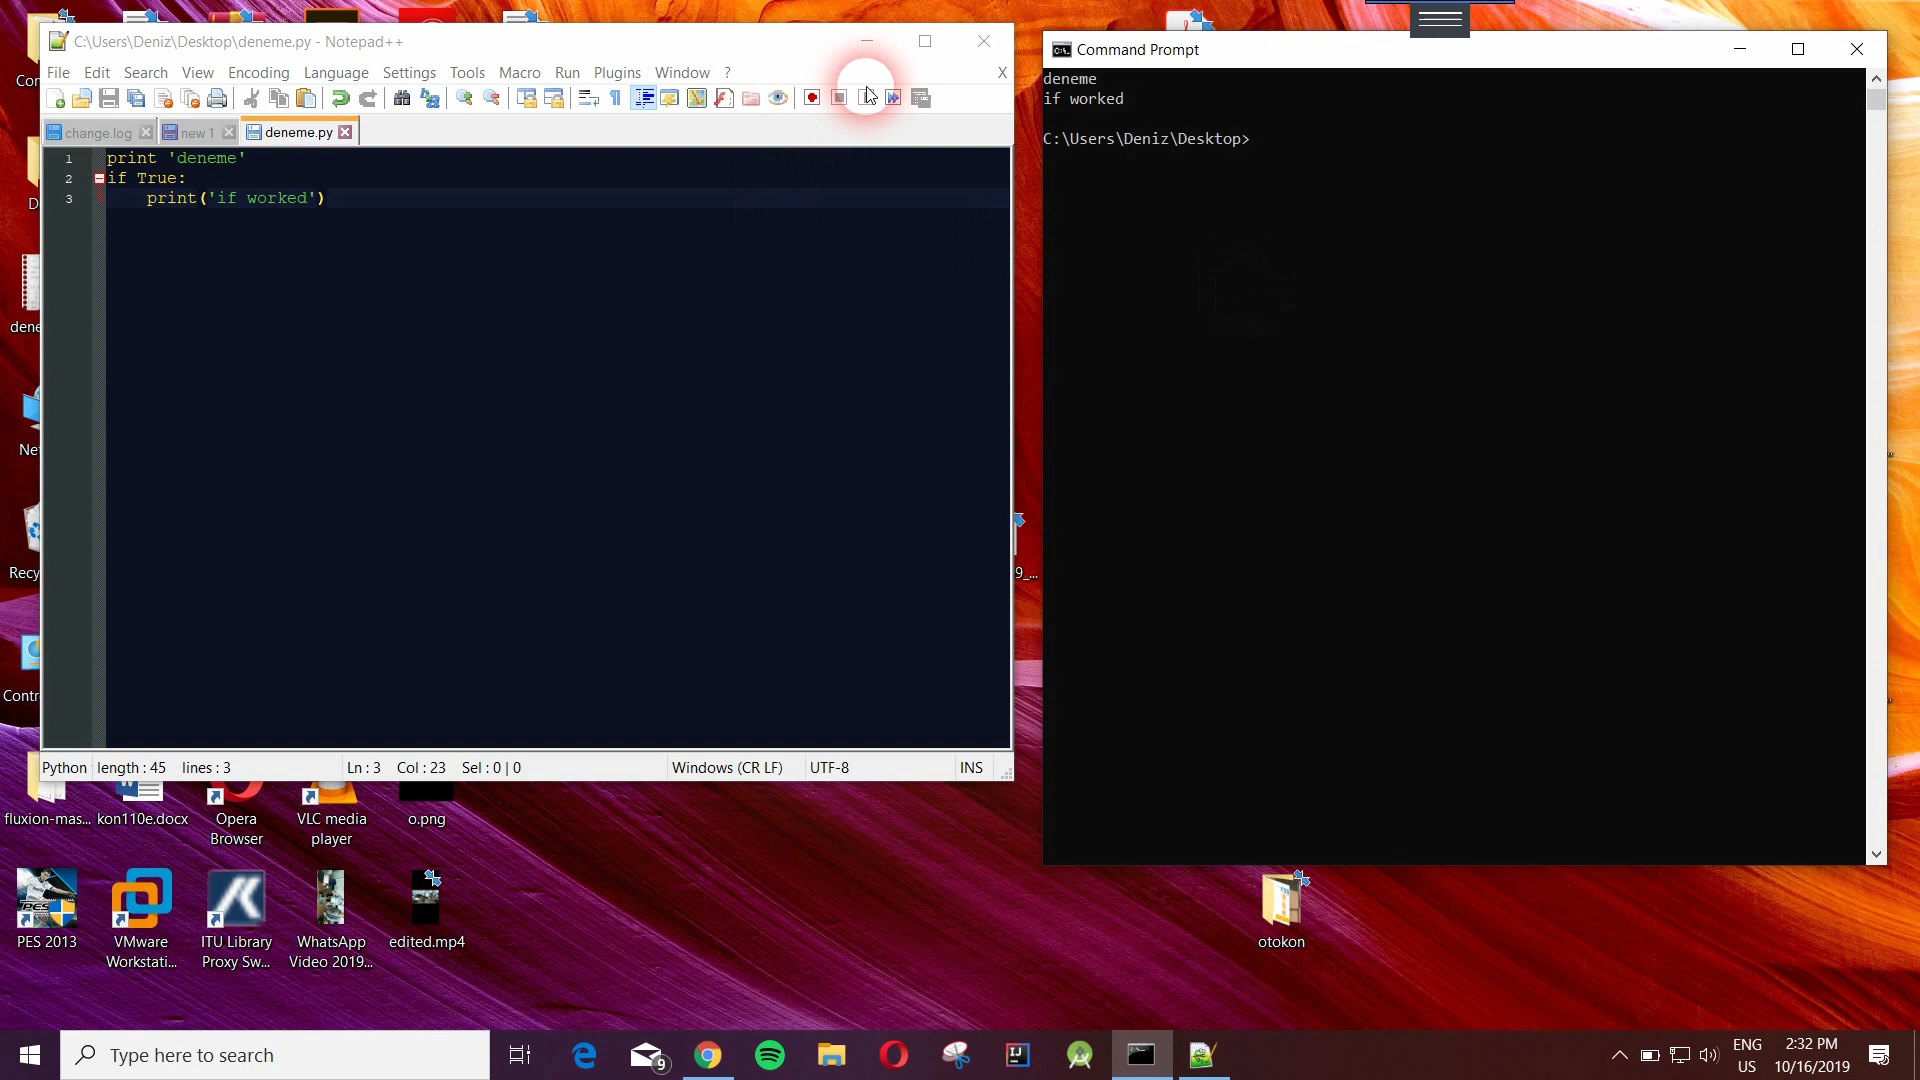 C:\Users\Deniz\Desktop\deneme.py - Notepad++
File Edit Search View Encoding Language Settings Tools Macro Run Plugins Window ? X
change.log new 1 deneme.py
1 print 'deneme'
2 if True:
3 print('if worked')
Python length : 45 lines : 3 Ln : 3 Col : 23 Sel : 0 | 0 Windows (CR LF) UTF-8 INS
Command Prompt
deneme
if worked
C:\Users\Deniz\Desktop>
dene
Recy
9_...
Contr
fluxion-mas...
kon110e.docx
Opera
Browser
VLC media
player
o.png
PES 2013
VMware
Workstati...
ITU Library
Proxy Sw...
WhatsApp
Video 2019...
edited.mp4
otokon
Type here to search
9
ENG
US
2:32 PM
10/16/2019